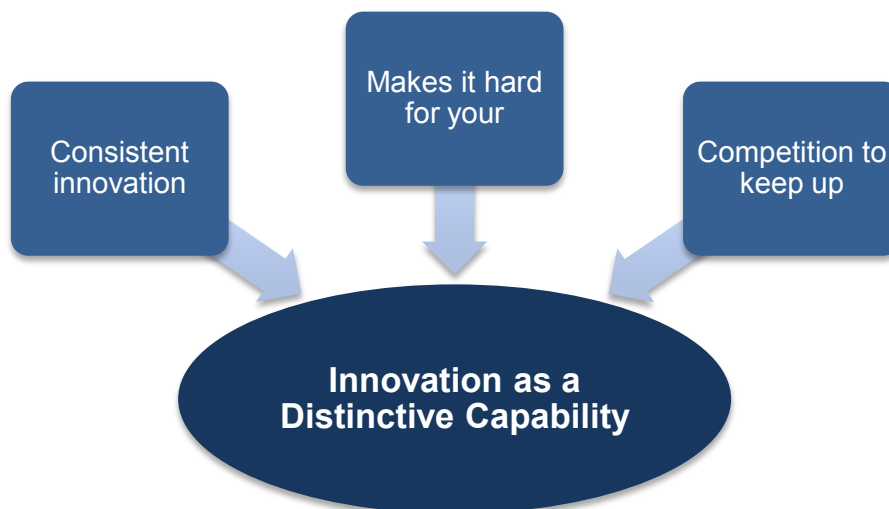 Consistent
innovation
Makes it hard
for your
Competition to
keep up
Innovation as a
Distinctive Capability